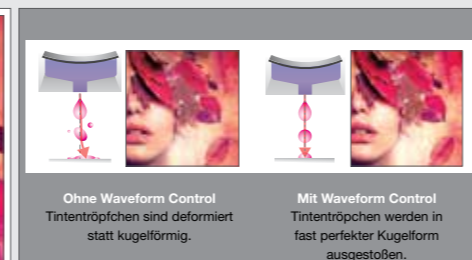 Ohne Waveform Control
Tintentröpfchen sind deformiert
statt kugelförmig.
Mit Waveform Control
Tintentröpchen werden in
fast perfekter Kugelform
ausgestoßen.